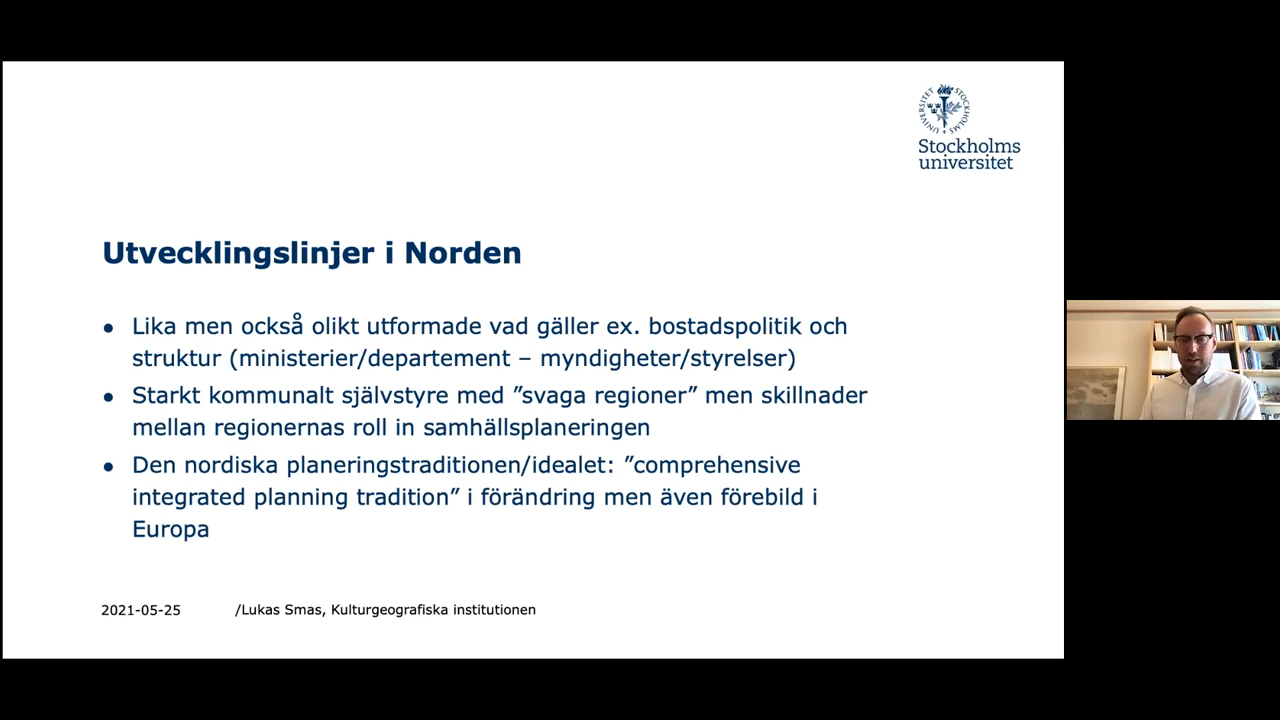 STOCKHOLMS UNIVERSITET
Stockholms
universitet
Utvecklingslinjer i Norden
● Lika men också olikt utformade vad gäller ex. bostadspolitik och
struktur (ministerier/departement – myndigheter/styrelser)
● Starkt kommunalt självstyre med ”svaga regioner” men skillnader
mellan regionernas roll in samhällsplaneringen
● Den nordiska planeringstraditionen/idealet: ”comprehensive
integrated planning tradition” i förändring men även förebild i
Europa
2021-05-25 /Lukas Smas, Kulturgeografiska institutionen